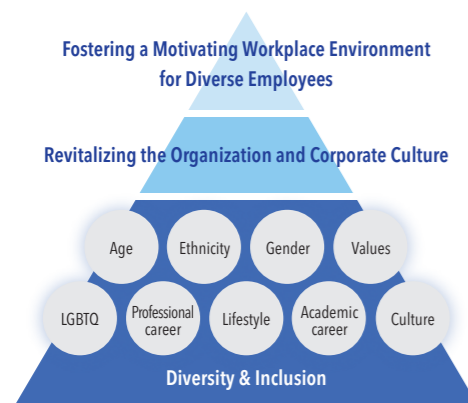 Fostering a Motivating Workplace Environment
for Diverse Employees
Revitalizing the Organization and Corporate Culture
Age
Ethnicity
Gender
Values
LGBTQ
Professional
career
Lifestyle
Academic
career
Culture
Diversity & Inclusion